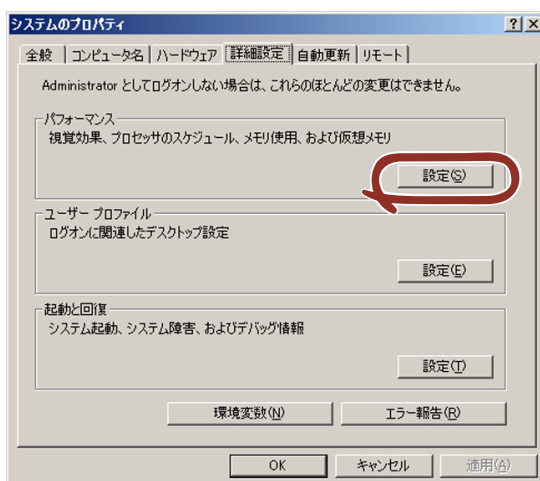 システムのプロパティ
? ×
全般 コンピュータ名 ハードウェア 詳細設定 自動更新 リモート
Administrator としてログオンしない場合は、これらのほとんどの変更はできません。
パフォーマンス
視覚効果、プロセッサのスケジュール、メモリ使用、および仮想メモリ
設定(S)
ユーザー プロファイル
ログオンに関連したデスクトップ設定
設定(E)
起動と回復
システム起動、システム障害、およびデバッグ情報
設定(T)
環境変数(N) エラー報告(R)
OK キャンセル 適用(A)